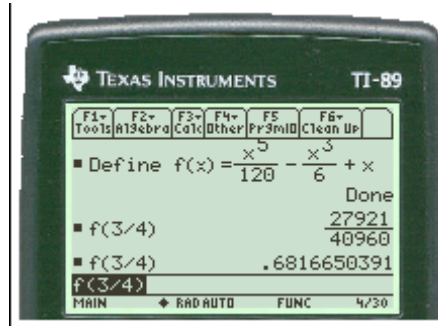 TEXAS INSTRUMENTS TI-89
F1▾ Tools F2▾ Algebra F3▾ Calc F4▾ Other F5 PrgmIO F6▾ Clean Up
▪ Define f(x) = x^5/120 - x^3/6 + x
Done
▪ f(3/4) 27921/40960
▪ f(3/4) .6816650391
f(3/4)
MAIN ◆ RAD AUTO FUNC 4/30